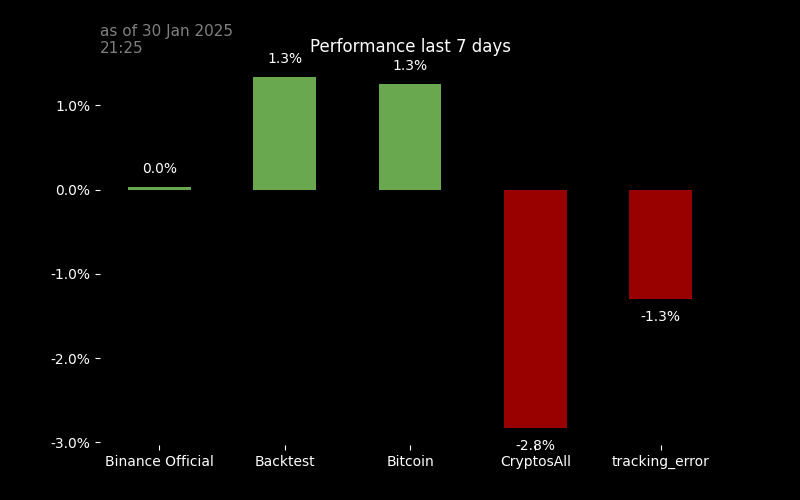 as of 30 Jan 2025
21:25
Performance last 7 days
1.3%
1.3%
1.0%
0.0%
0.0%
-1.0%
-1.3%
-2.0%
-3.0%
-2.8%
Binance Official
Backtest
Bitcoin
CryptosAll
tracking_error